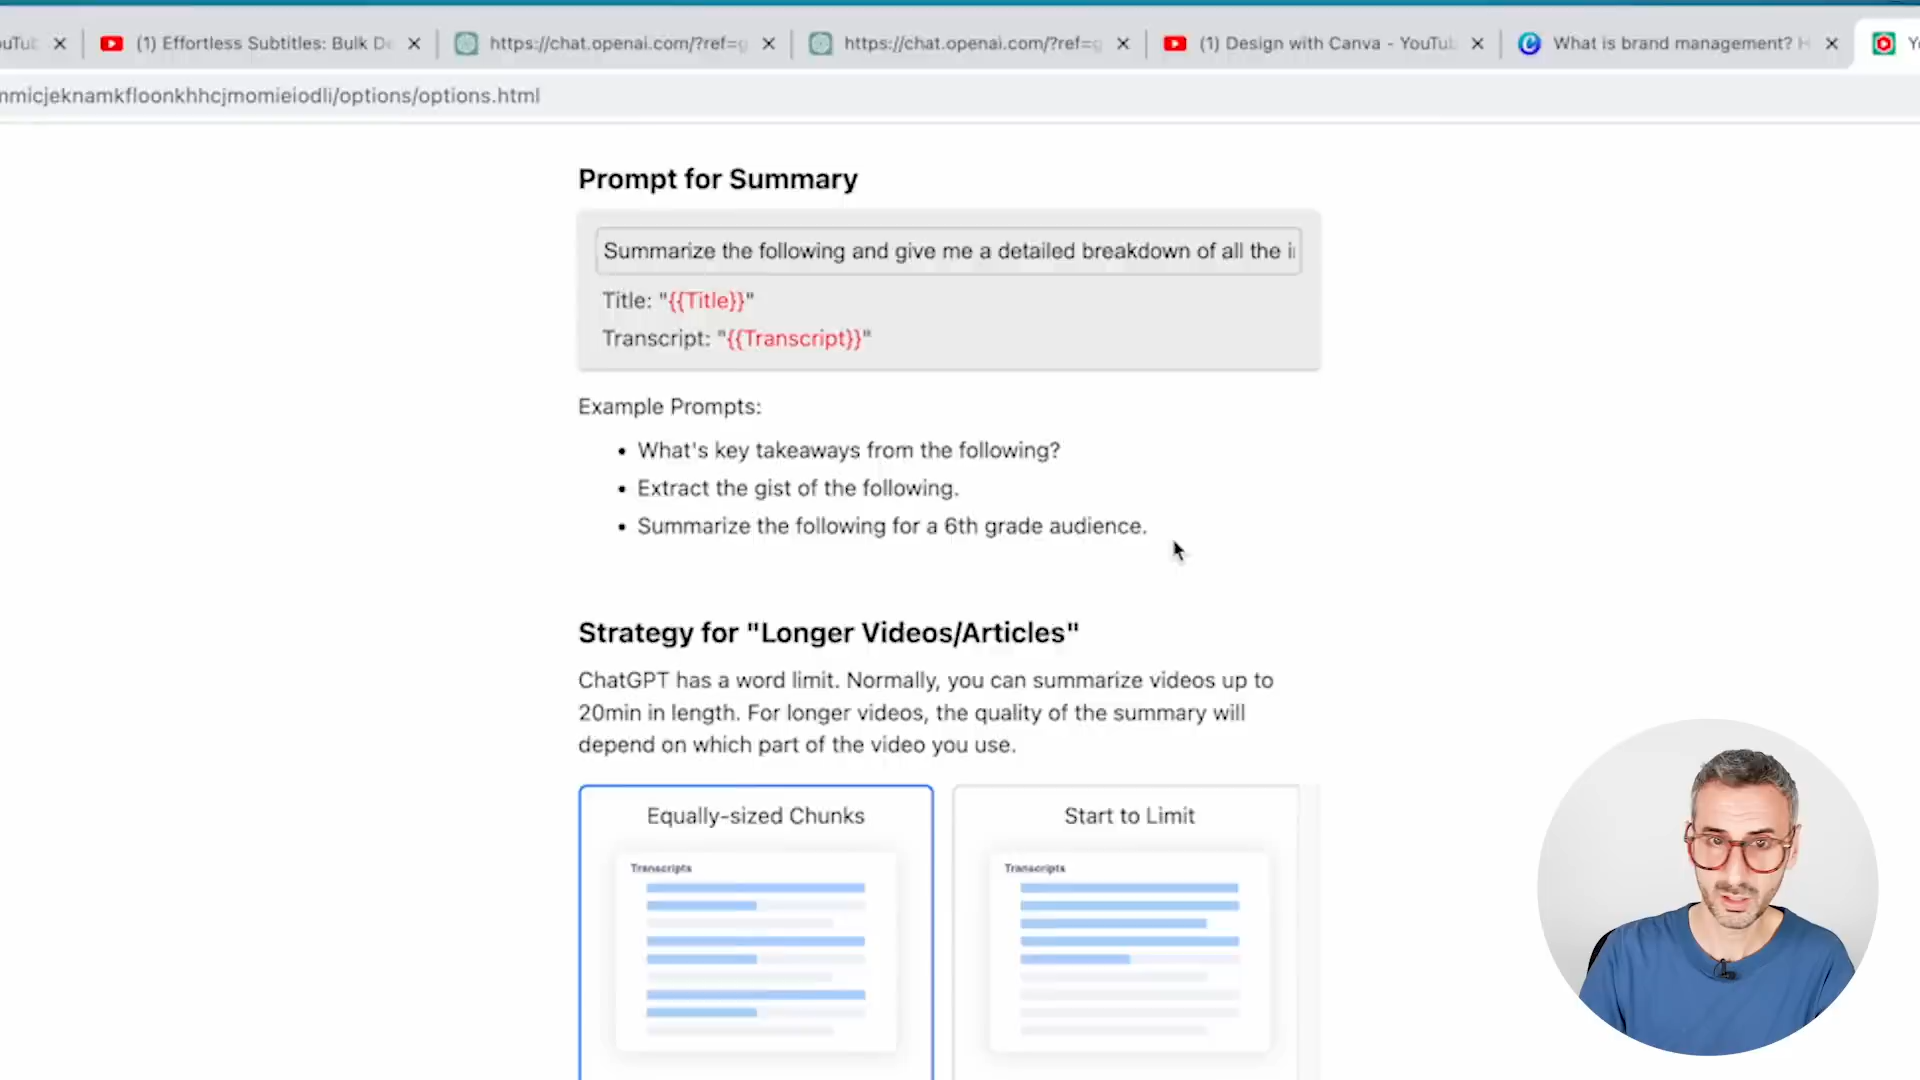 (1) Effortless Subtitles: Bulk
https://chat.openai.com/?ref=
https://chat.openai.com/?ref=
(1) Design with Canva - YouTub
What is brand management?
nmicjeknamkfloonkhhcjmomieiodli/options/options.html
Prompt for Summary
Summarize the following and give me a detailed breakdown of all the
Title: "{{Title}}"
Transcript: "{{Transcript}}"
Example Prompts:
• What's key takeaways from the following?
• Extract the gist of the following.
• Summarize the following for a 6th grade audience.
Strategy for "Longer Videos/Articles"
ChatGPT has a word limit. Normally, you can summarize videos up to
20min in length. For longer videos, the quality of the summary will
depend on which part of the video you use.
Equally-sized Chunks
Start to Limit
Transcripts
Transcripts